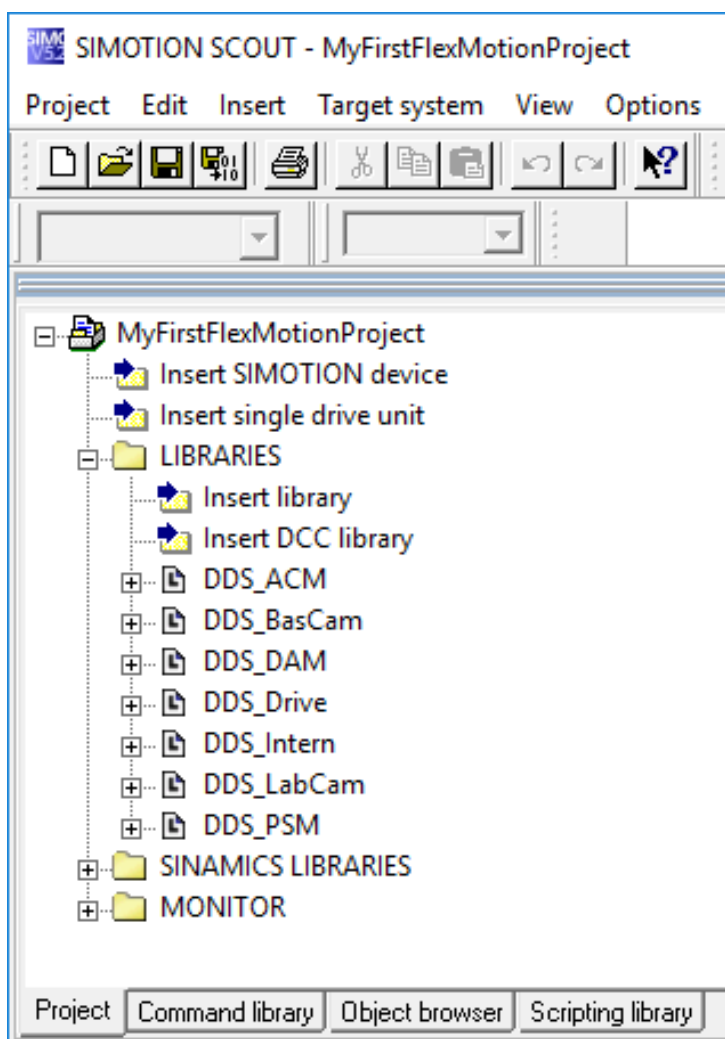 SIMOTION SCOUT - MyFirstFlexMotionProject
Project Edit Insert Target system View Options
MyFirstFlexMotionProject
Insert SIMOTION device
Insert single drive unit
LIBRARIES
Insert library
Insert DCC library
DDS_ACM
DDS_BasCam
DDS_DAM
DDS_Drive
DDS_Intern
DDS_LabCam
DDS_PSM
SINAMICS LIBRARIES
MONITOR
Project Command library Object browser Scripting library